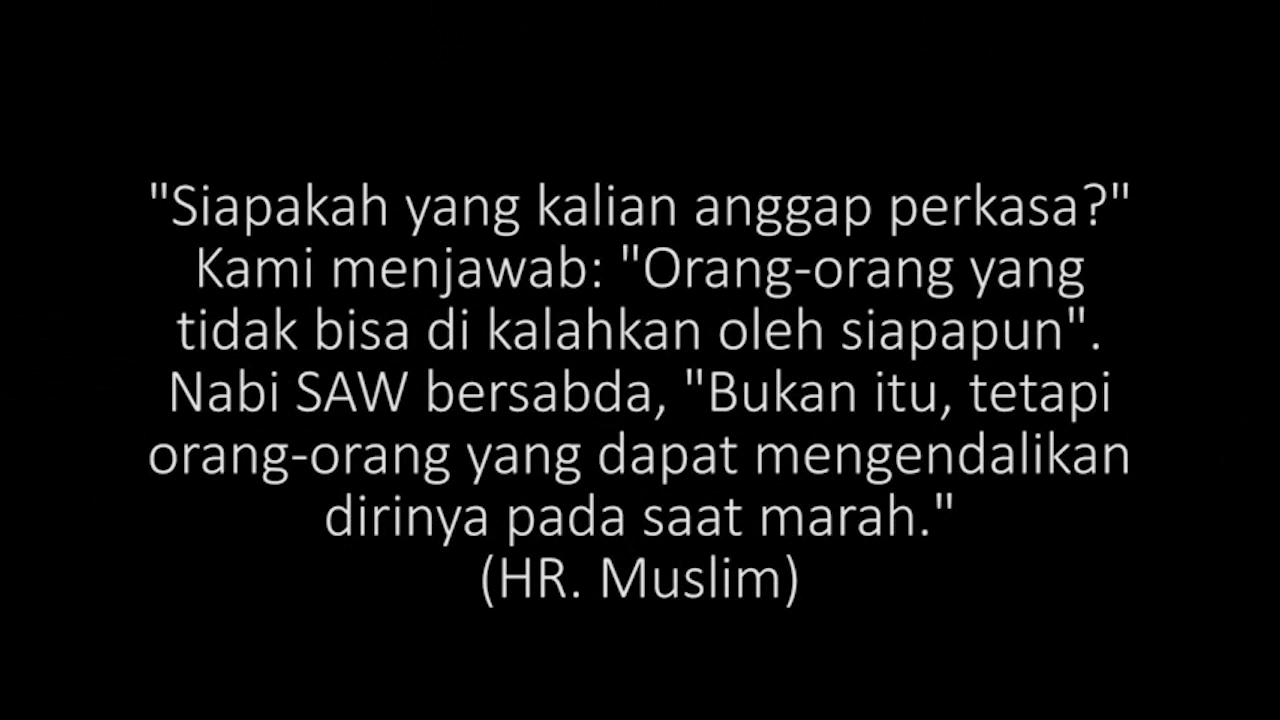 "Siapakah yang kalian anggap perkasa?"
Kami menjawab: "Orang-orang yang
tidak bisa di kalahkan oleh siapapun".
Nabi SAW bersabda, "Bukan itu, tetapi
orang-orang yang dapat mengendalikan
dirinya pada saat marah."
(HR. Muslim)